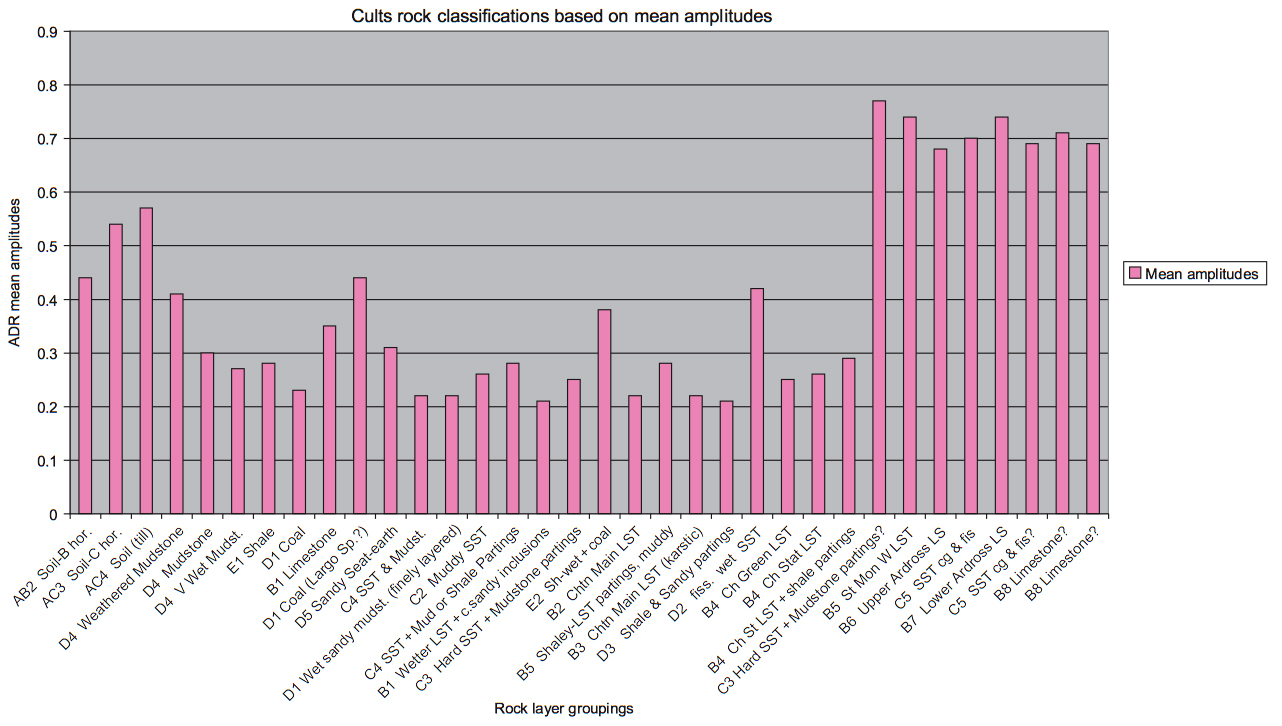 Cults rock classifications based on mean amplitudes
0.9
0.8
0.7
0.6
0.5
0.4
0.3
0.2
0.1
0
ADR mean amplitudes
Mean amplitudes
AB2 Soil-B hor.
AC3 Soil-C hor.
AC4 Soil (till)
D4 Weathered Mudstone
D4 Mudstone
D4 V Wet Mudst.
E1 Shale
D1 Coal
B1 Limestone
D1 Coal (Largo Sp.?)
D5 Sandy Seat-earth
C4 SST & Mudst.
D1 Wet sandy mudst. (finely layered)
C2 Muddy SST
C4 SST + Mud or Shale Partings
B1 Wetter LST + c.sandy inclusions
C3 Hard SST + Mudstone partings
E2 Sh-wet + coal
B2 Chtn Main LST
B5 Shaley-LST partings. muddy
B3 Chtn Main LST (karstic)
D3 Shale & Sandy partings
D2 fiss. wet SST
B4 Ch Green LST
B4 Ch Stat LST
B4 Ch St LST + shale partings
C3 Hard SST + Mudstone partings?
B5 St Mon W LST
B6 Upper Ardross LS
C5 SST cg & fis
B7 Lower Ardross LS
C5 SST cg & fis?
B8 Limestone?
B8 Limestone?
Rock layer groupings